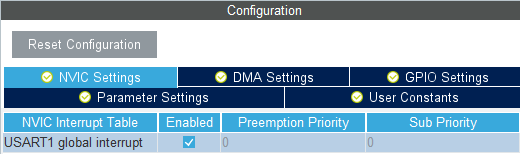 Configuration
Reset Configuration
NVIC Settings DMA Settings GPIO Settings
Parameter Settings User Constants
NVIC Interrupt Table Enabled Preemption Priority Sub Priority
USART1 global interrupt 0 0